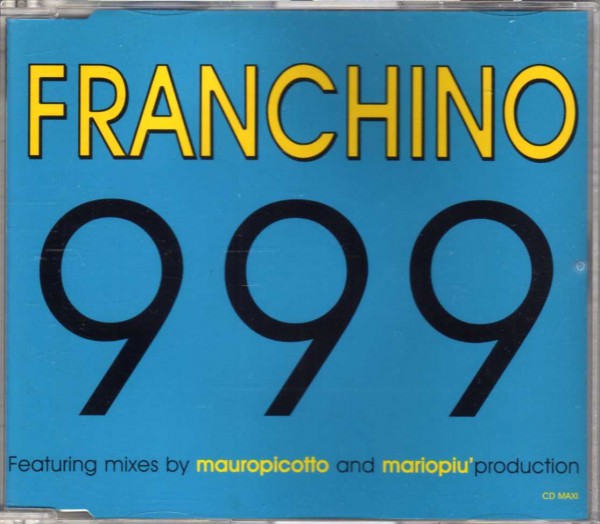 FRANCHINO
999
Featuring mixes by mauropicotto and mariopiu'production
CD MAXI